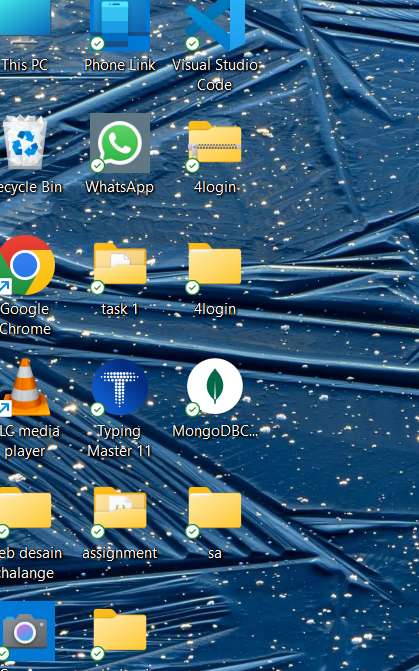 This PC
Phone Link
Visual Studio
Code
ecycle Bin
WhatsApp
4login
Google
Chrome
task 1
4login
LC media
player
Typing
Master 11
MongoDBC...
eb desain
chalange
assignment
sa